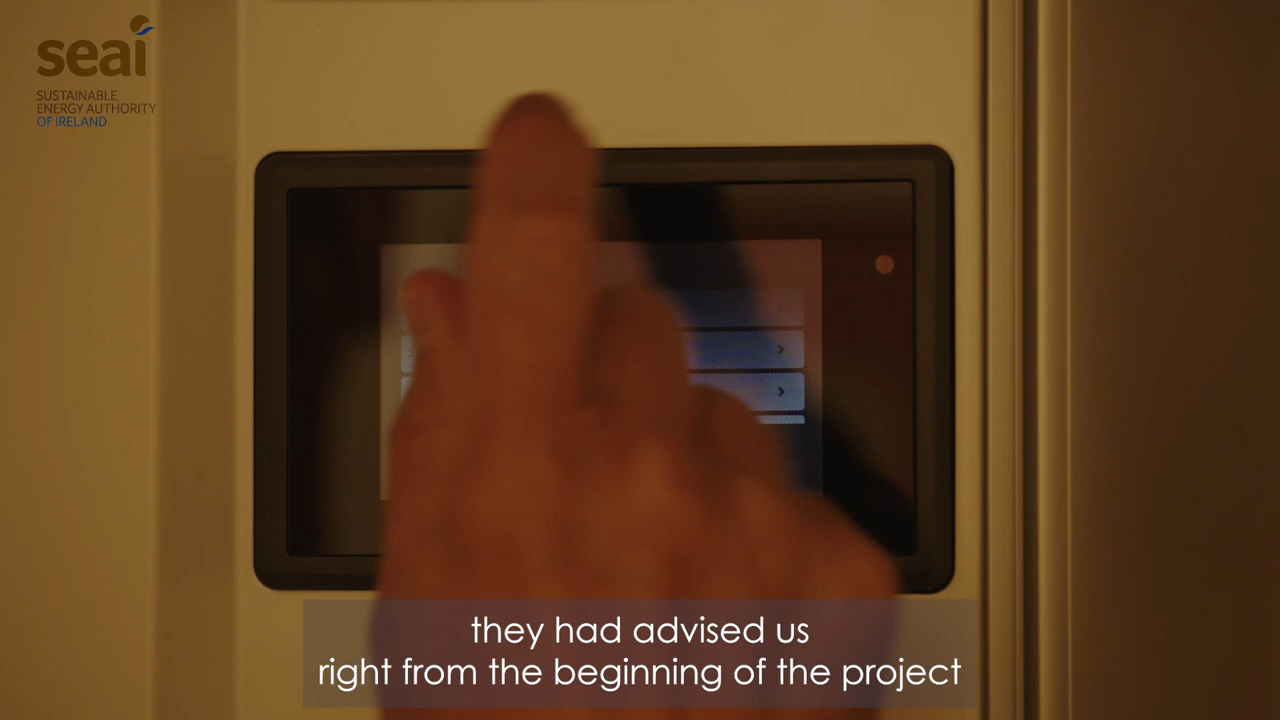 seai
SUSTAINABLE
ENERGY AUTHORITY
OF IRELAND
they had advised us
right from the beginning of the project